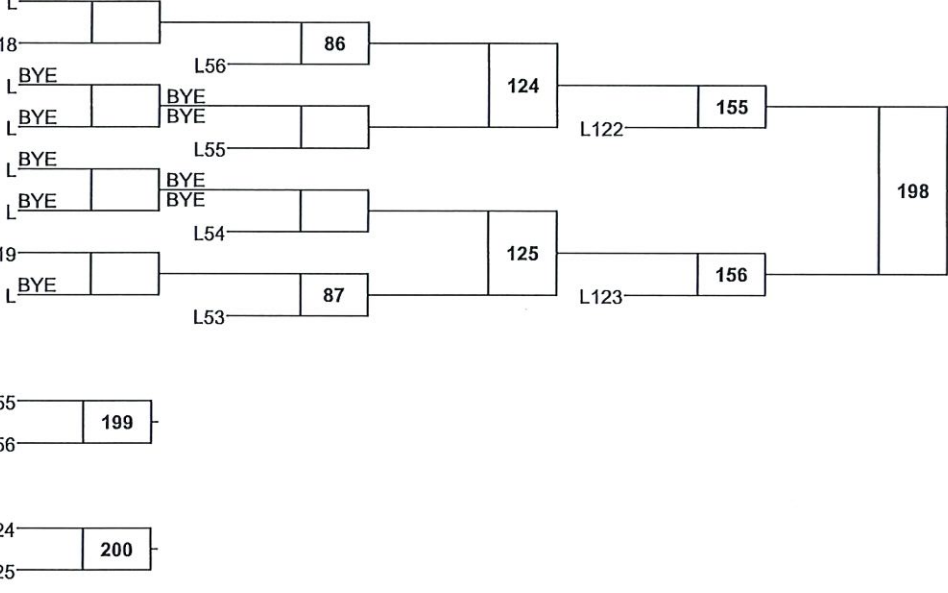 L
18
86
L56
124
L BYE
BYE
155
L BYE
BYE
L122
L55
L BYE
BYE
198
L BYE
BYE
L54
19
125
156
L BYE
87
L123
L53
55
199
56
24
200
25